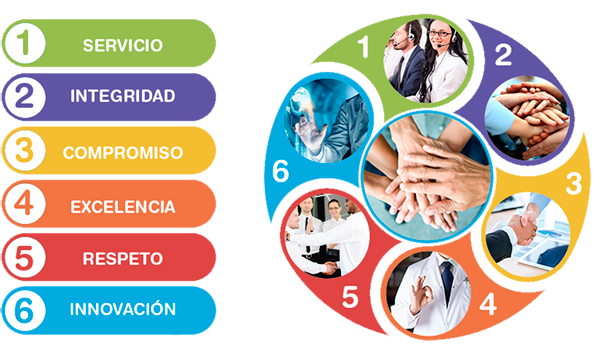 1 SERVICIO
2 INTEGRIDAD
3 COMPROMISO
4 EXCELENCIA
5 RESPETO
6 INNOVACIÓN
1
2
3
4
5
6